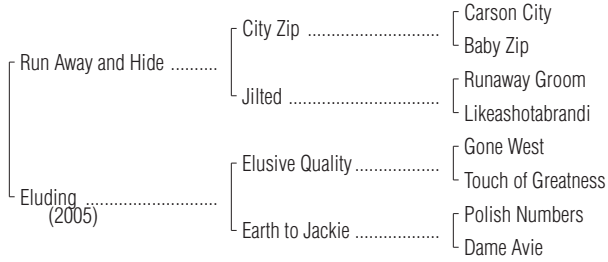 Carson City
City Zip ..........................
Baby Zip
Run Away and Hide ..........
Runaway Groom
Jilted ..............................
Likeashotabrandi
Gone West
Elusive Quality .................
Touch of Greatness
Eluding ............................
(2005)
Polish Numbers
Earth to Jackie .................
Dame Avie